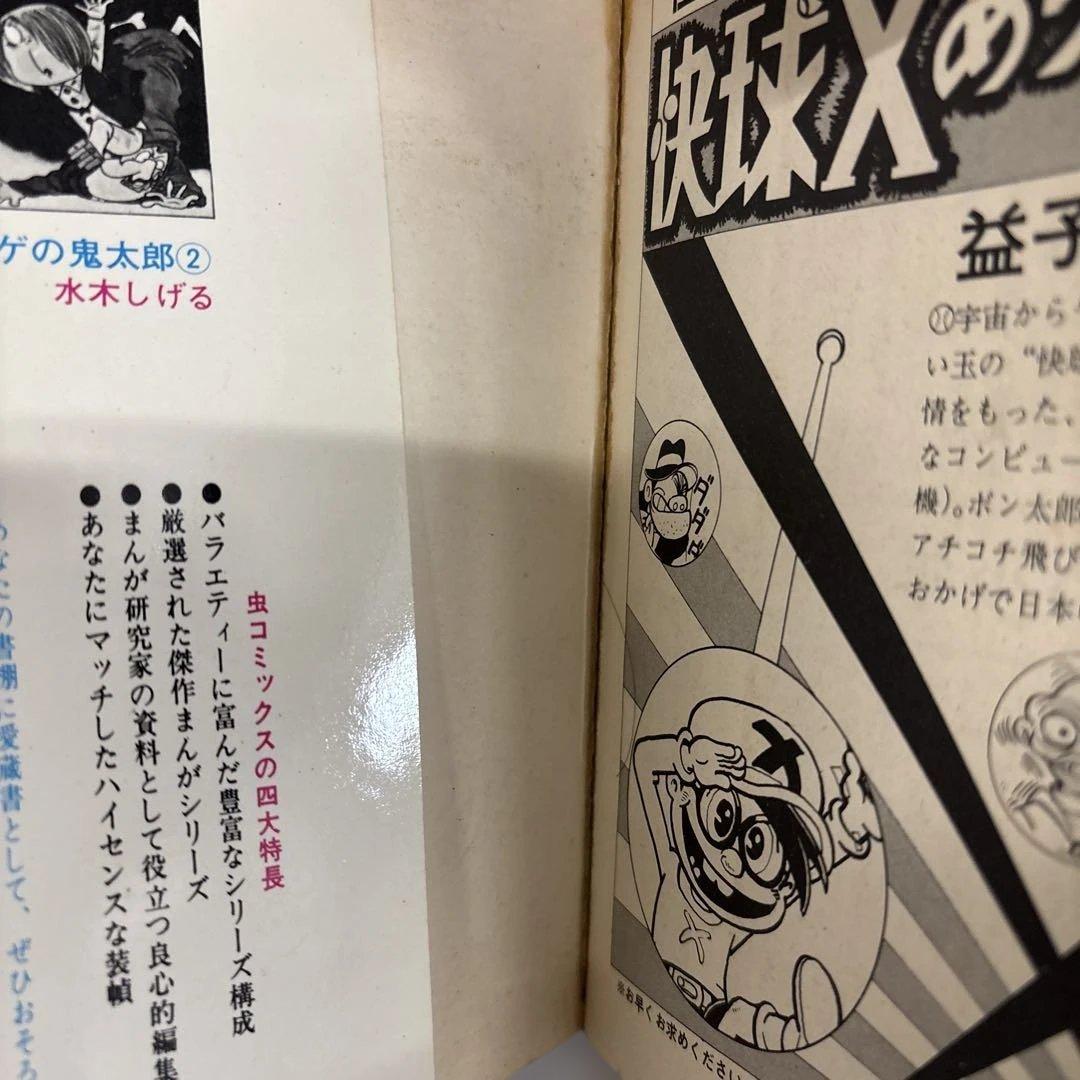 ゲの鬼太郎②
水木しげる
虫コミックスの四大特長
●バラエティーに富んだ豊富なシリーズ構成
●厳選された傑作まんがシリーズ
●まんが研究家の資料として役立つ良心的編集
●あなたにマッチしたハイセンスな装幀
あなたの書棚に愛蔵書として、ぜひおそろ
快球Xあ
益子
宇宙から
い玉の“快
情をもった、
なコンピュー
機)。ポン太郎
アチコチ飛び
おかげで日本
ダダダ
※お早くお求めください